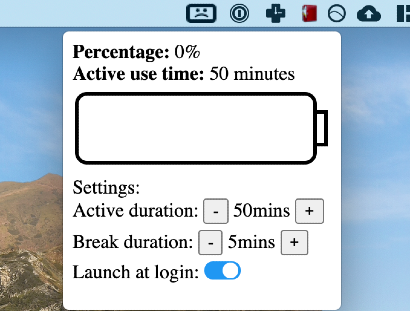 Percentage: 0%
Active use time: 50 minutes
Settings:
Active duration: - 50mins +
Break duration: - 5mins +
Launch at login: